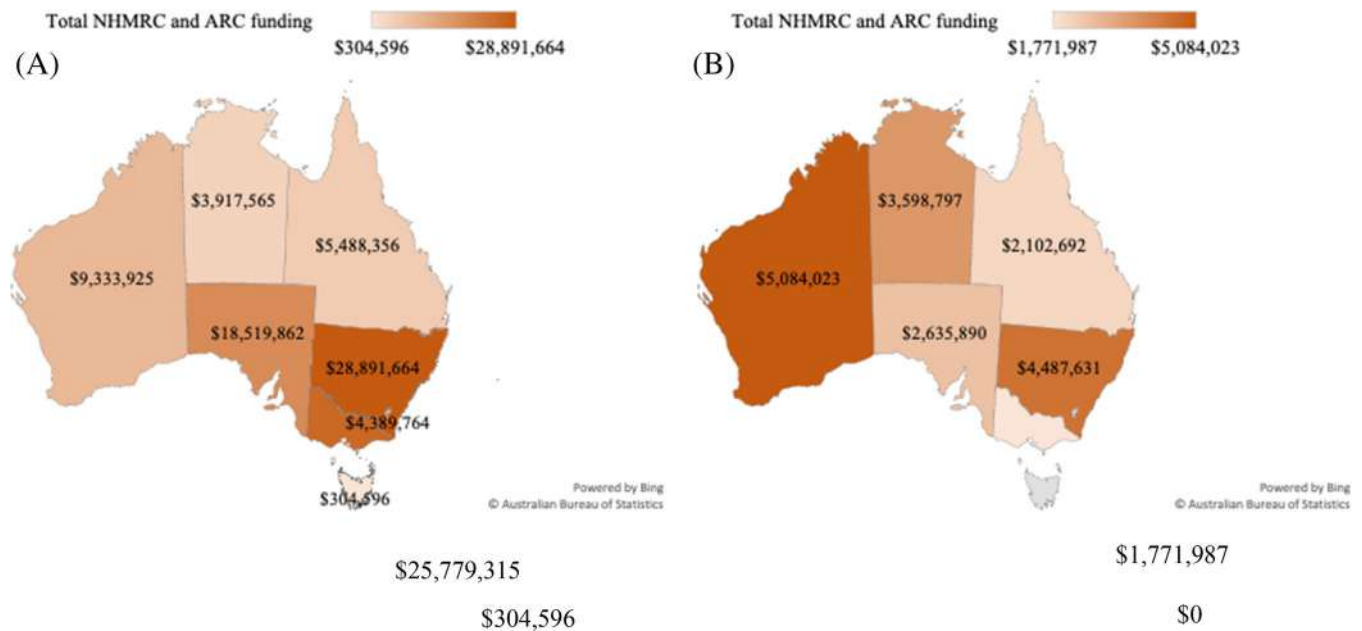 Total NHMRC and ARC funding
$304,596 $28,891,664
(A)
$3,917,565
$5,488,356
$9,333,925
$18,519,862
$28,891,664
$4,389,764
$304,596
Powered by Bing
© Australian Bureau of Statistics
$25,779,315
$304,596
Total NHMRC and ARC funding
$1,771,987 $5,084,023
(B)
$3,598,797
$2,102,692
$5,084,023
$2,635,890
$4,487,631
Powered by Bing
© Australian Bureau of Statistics
$1,771,987
$0